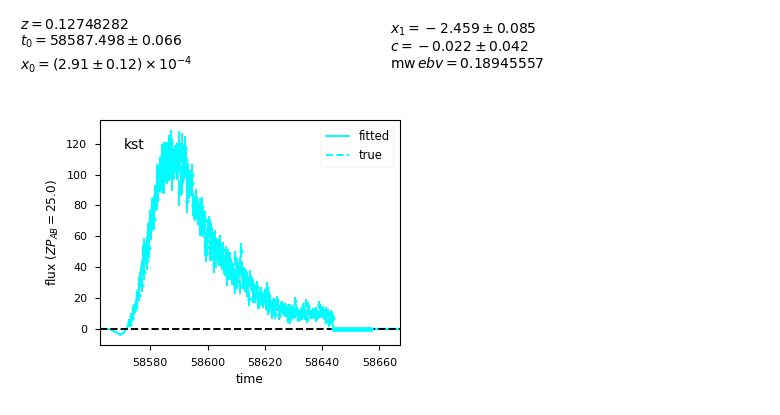 z = 0.12748282
t₀ = 58587.498 ± 0.066
x₀ = (2.91 ± 0.12) × 10⁻⁴
x₁ = −2.459 ± 0.085
c = −0.022 ± 0.042
mw ebv = 0.18945557
kst
fitted
true
flux (ZP_AB = 25.0)
120
100
80
60
40
20
0
58580 58600 58620 58640 58660
time